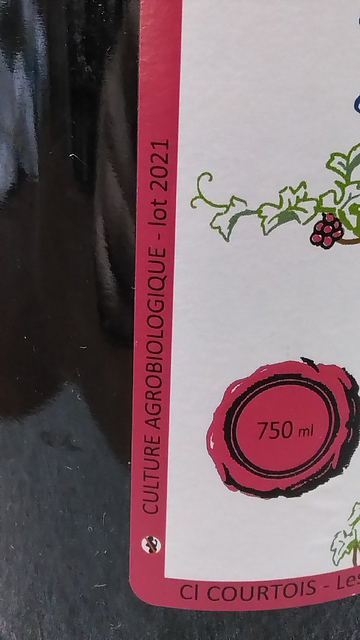 CULTURE AGROBIOLOGIQUE - lot 2021
750 ml
Cl COURTOIS - Les